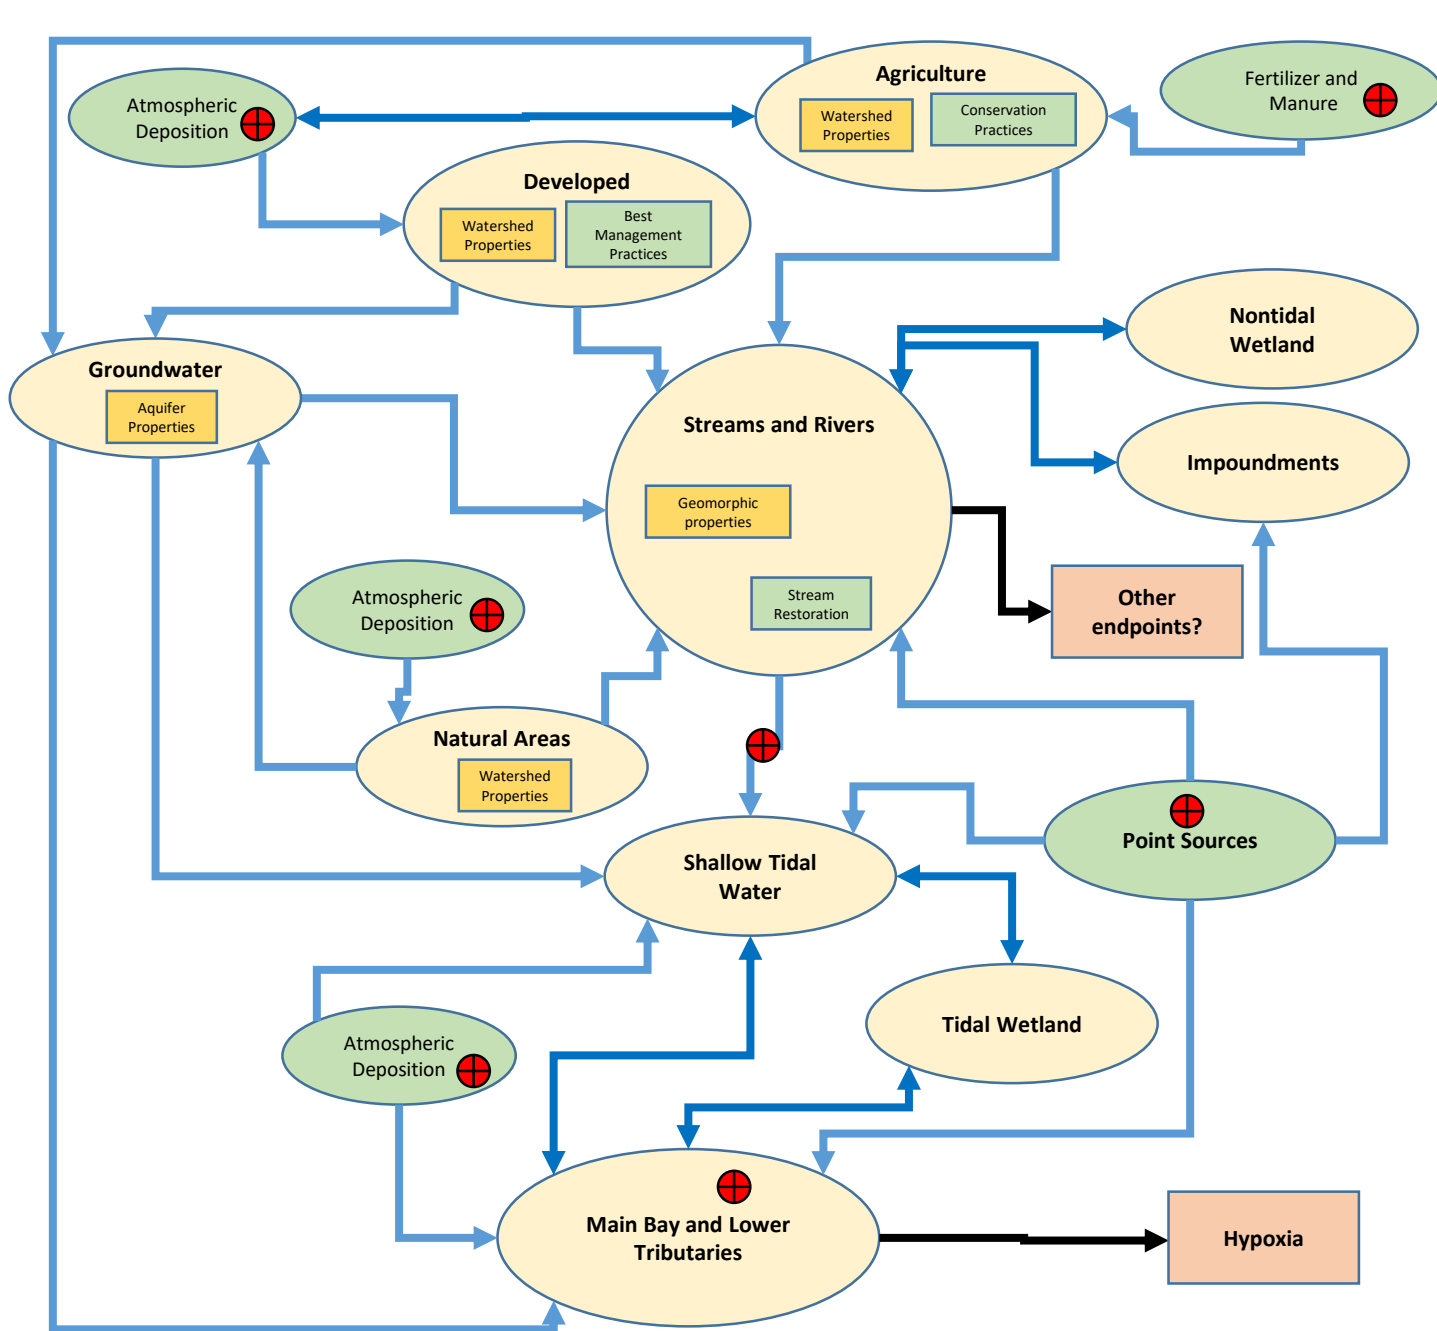 Agriculture
Watershed
Properties
Conservation
Practices
Fertilizer and
Manure
Atmospheric
Deposition
Developed
Watershed
Properties
Best
Management
Practices
Nontidal
Wetland
Groundwater
Aquifer
Properties
Streams and Rivers
Geomorphic
properties
Stream
Restoration
Impoundments
Other
endpoints?
Atmospheric
Deposition
Natural Areas
Watershed
Properties
Point Sources
Shallow Tidal
Water
Tidal Wetland
Atmospheric
Deposition
Main Bay and Lower
Tributaries
Hypoxia